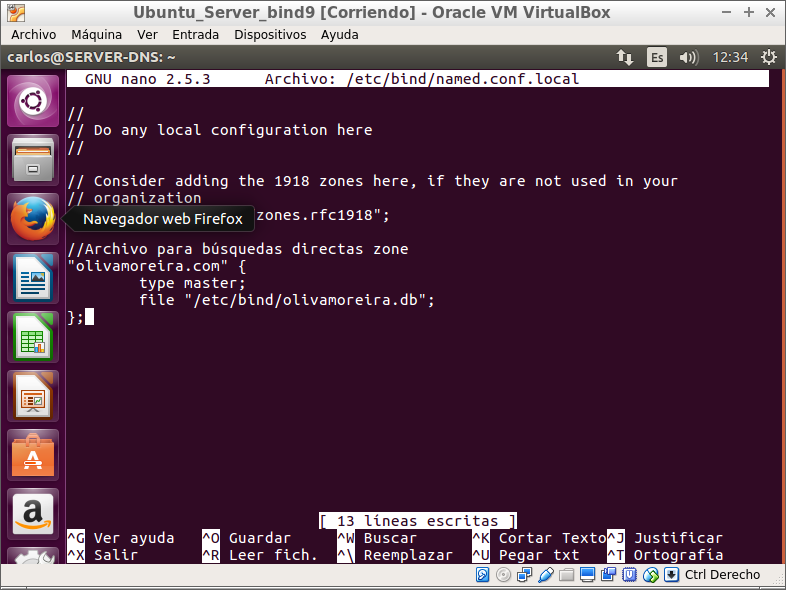 Ubuntu_Server_bind9 [Corriendo] - Oracle VM VirtualBox
Archivo Máquina Ver Entrada Dispositivos Ayuda
carlos@SERVER-DNS: ~ Es 12:34
GNU nano 2.5.3 Archivo: /etc/bind/named.conf.local
//
// Do any local configuration here
//
// Consider adding the 1918 zones here, if they are not used in your
// organization
Navegador web Firefox zones.rfc1918";
//Archivo para búsquedas directas zone
"olivamoreira.com" {
type master;
file "/etc/bind/olivamoreira.db";
};
[ 13 líneas escritas ]
^G Ver ayuda ^O Guardar ^W Buscar ^K Cortar Texto ^J Justificar
^X Salir ^R Leer fich. ^\ Reemplazar ^U Pegar txt ^T Ortografía
Ctrl Derecho